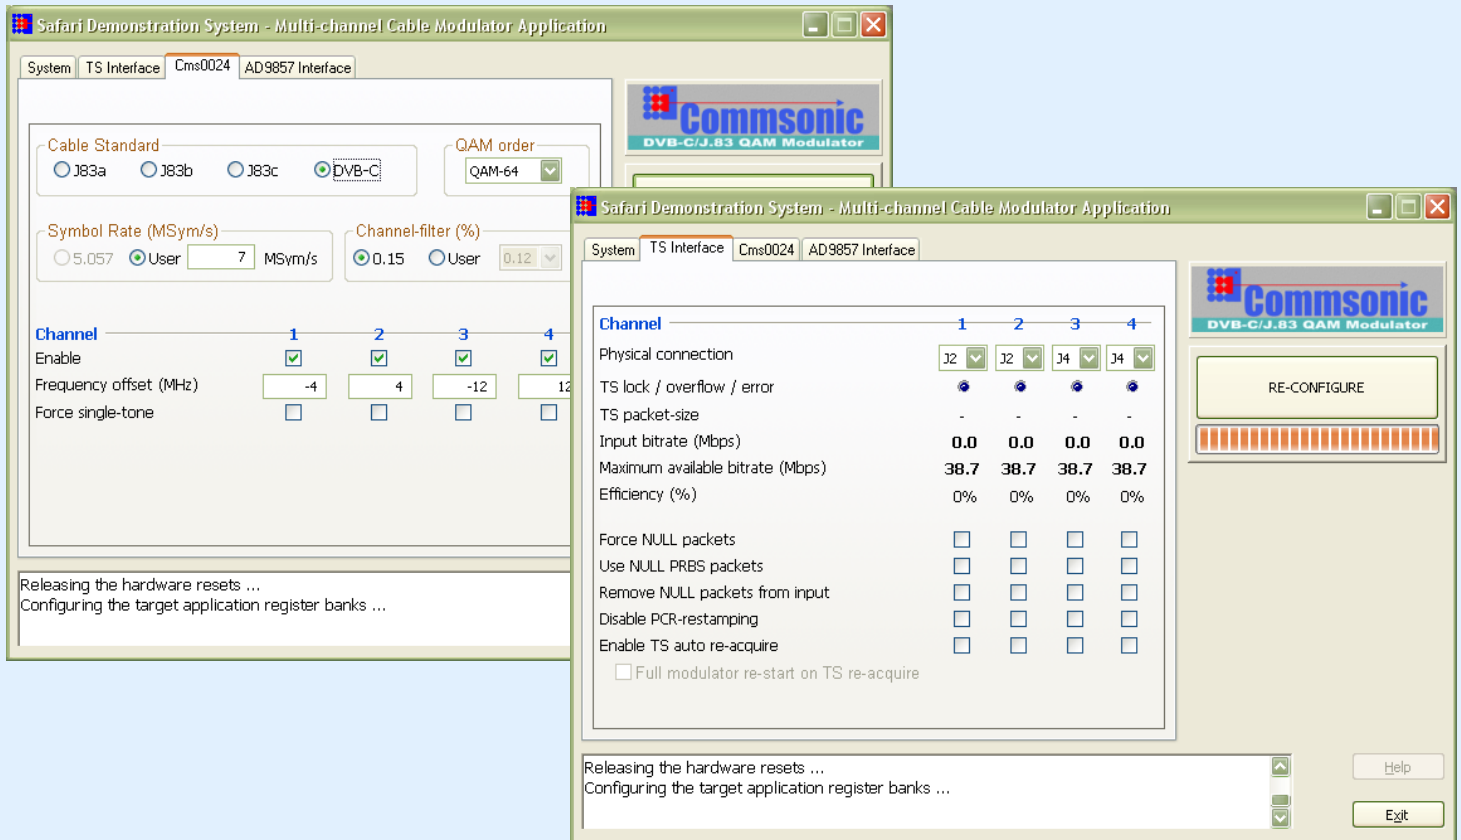 Safari Demonstration System - Multi-channel Cable Modulator Application
System TS Interface Cms0024 AD9857 Interface
Commsonic
DVB-C/J.83 QAM Modulator
Cable Standard QAM order
J83a J83b J83c DVB-C QAM-64
Symbol Rate (MSym/s) Channel-filter (%)
5.057 User 7 MSym/s 0.15 User 0.12
Channel 1 2 3 4
Enable
Frequency offset (MHz) -4 4 -12 12
Force single-tone
Releasing the hardware resets ...
Configuring the target application register banks ...
Safari Demonstration System - Multi-channel Cable Modulator Application
System TS Interface Cms0024 AD9857 Interface
Commsonic
DVB-C/J.83 QAM Modulator
RE-CONFIGURE
Channel 1 2 3 4
Physical connection J2 J2 J4 J4
TS lock / overflow / error
TS packet-size - - - -
Input bitrate (Mbps) 0.0 0.0 0.0 0.0
Maximum available bitrate (Mbps) 38.7 38.7 38.7 38.7
Efficiency (%) 0% 0% 0% 0%
Force NULL packets
Use NULL PRBS packets
Remove NULL packets from input
Disable PCR-restamping
Enable TS auto re-acquire
Full modulator re-start on TS re-acquire
Releasing the hardware resets ...
Configuring the target application register banks ...
Help
Exit